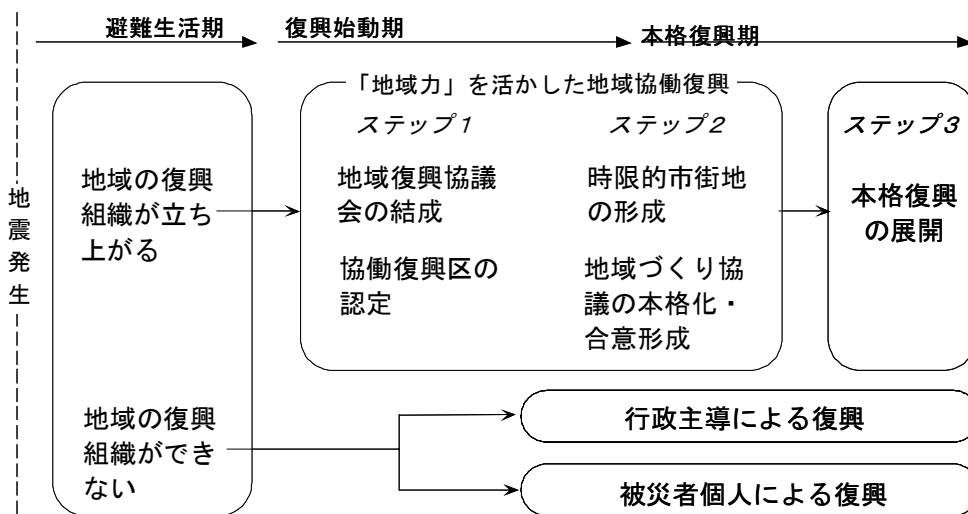 避難生活期
復興始動期
本格復興期
地震発生
「地域力」を活かした地域協働復興
ステップ1
ステップ2
ステップ3
地域の復興
組織が立ち
上がる
地域復興協議
会の結成
協働復興区の
認定
時限的市街地
の形成
地域づくり協
議の本格化・
合意形成
本格復興
の展開
地域の復興
組織ができ
ない
行政主導による復興
被災者個人による復興